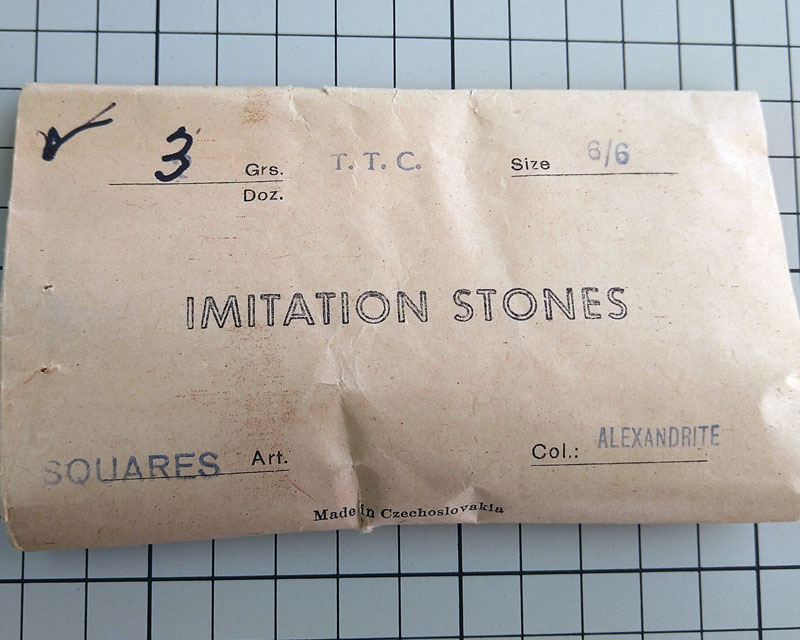 3 Grs. T. T. C. Size 6/6
Doz.
IMITATION STONES
SQUARES Art. Col.: ALEXANDRITE
Made in Czechoslovakia